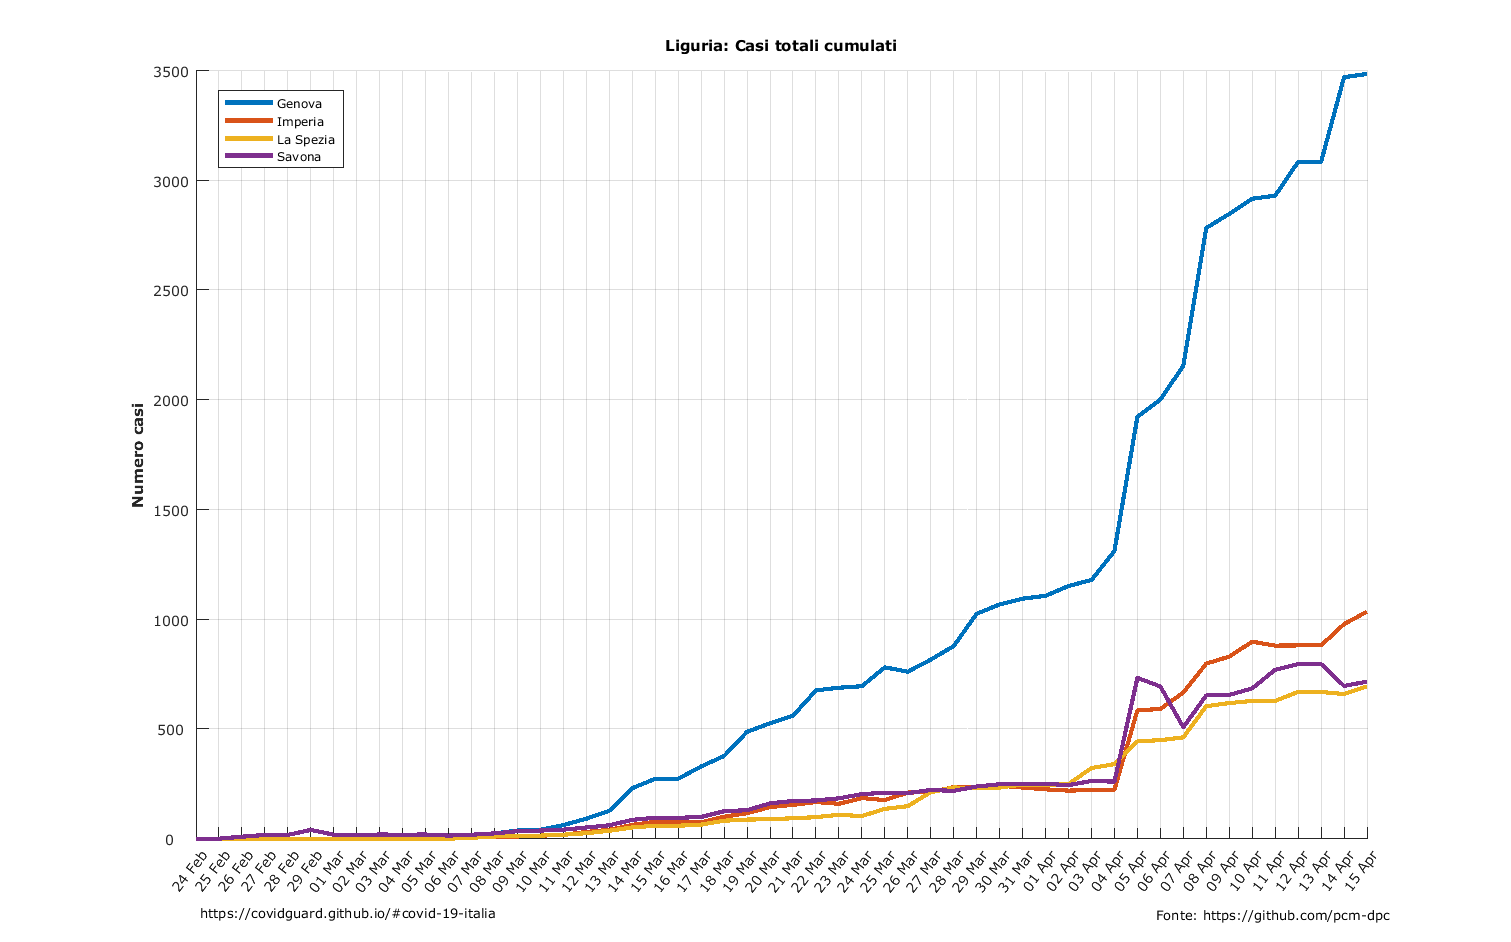 Liguria: Casi totali cumulati
3500
3000
2500
2000
1500
1000
500
0
Numero casi
Genova
Imperia
La Spezia
Savona
24 Feb
25 Feb
26 Feb
27 Feb
28 Feb
29 Feb
01 Mar
02 Mar
03 Mar
04 Mar
05 Mar
06 Mar
07 Mar
08 Mar
09 Mar
10 Mar
11 Mar
12 Mar
13 Mar
14 Mar
15 Mar
16 Mar
17 Mar
18 Mar
19 Mar
20 Mar
21 Mar
22 Mar
23 Mar
24 Mar
25 Mar
26 Mar
27 Mar
28 Mar
29 Mar
30 Mar
31 Mar
01 Apr
02 Apr
03 Apr
04 Apr
05 Apr
06 Apr
07 Apr
08 Apr
09 Apr
10 Apr
11 Apr
12 Apr
13 Apr
14 Apr
15 Apr
https://covidguard.github.io/#covid-19-italia
Fonte: https://github.com/pcm-dpc